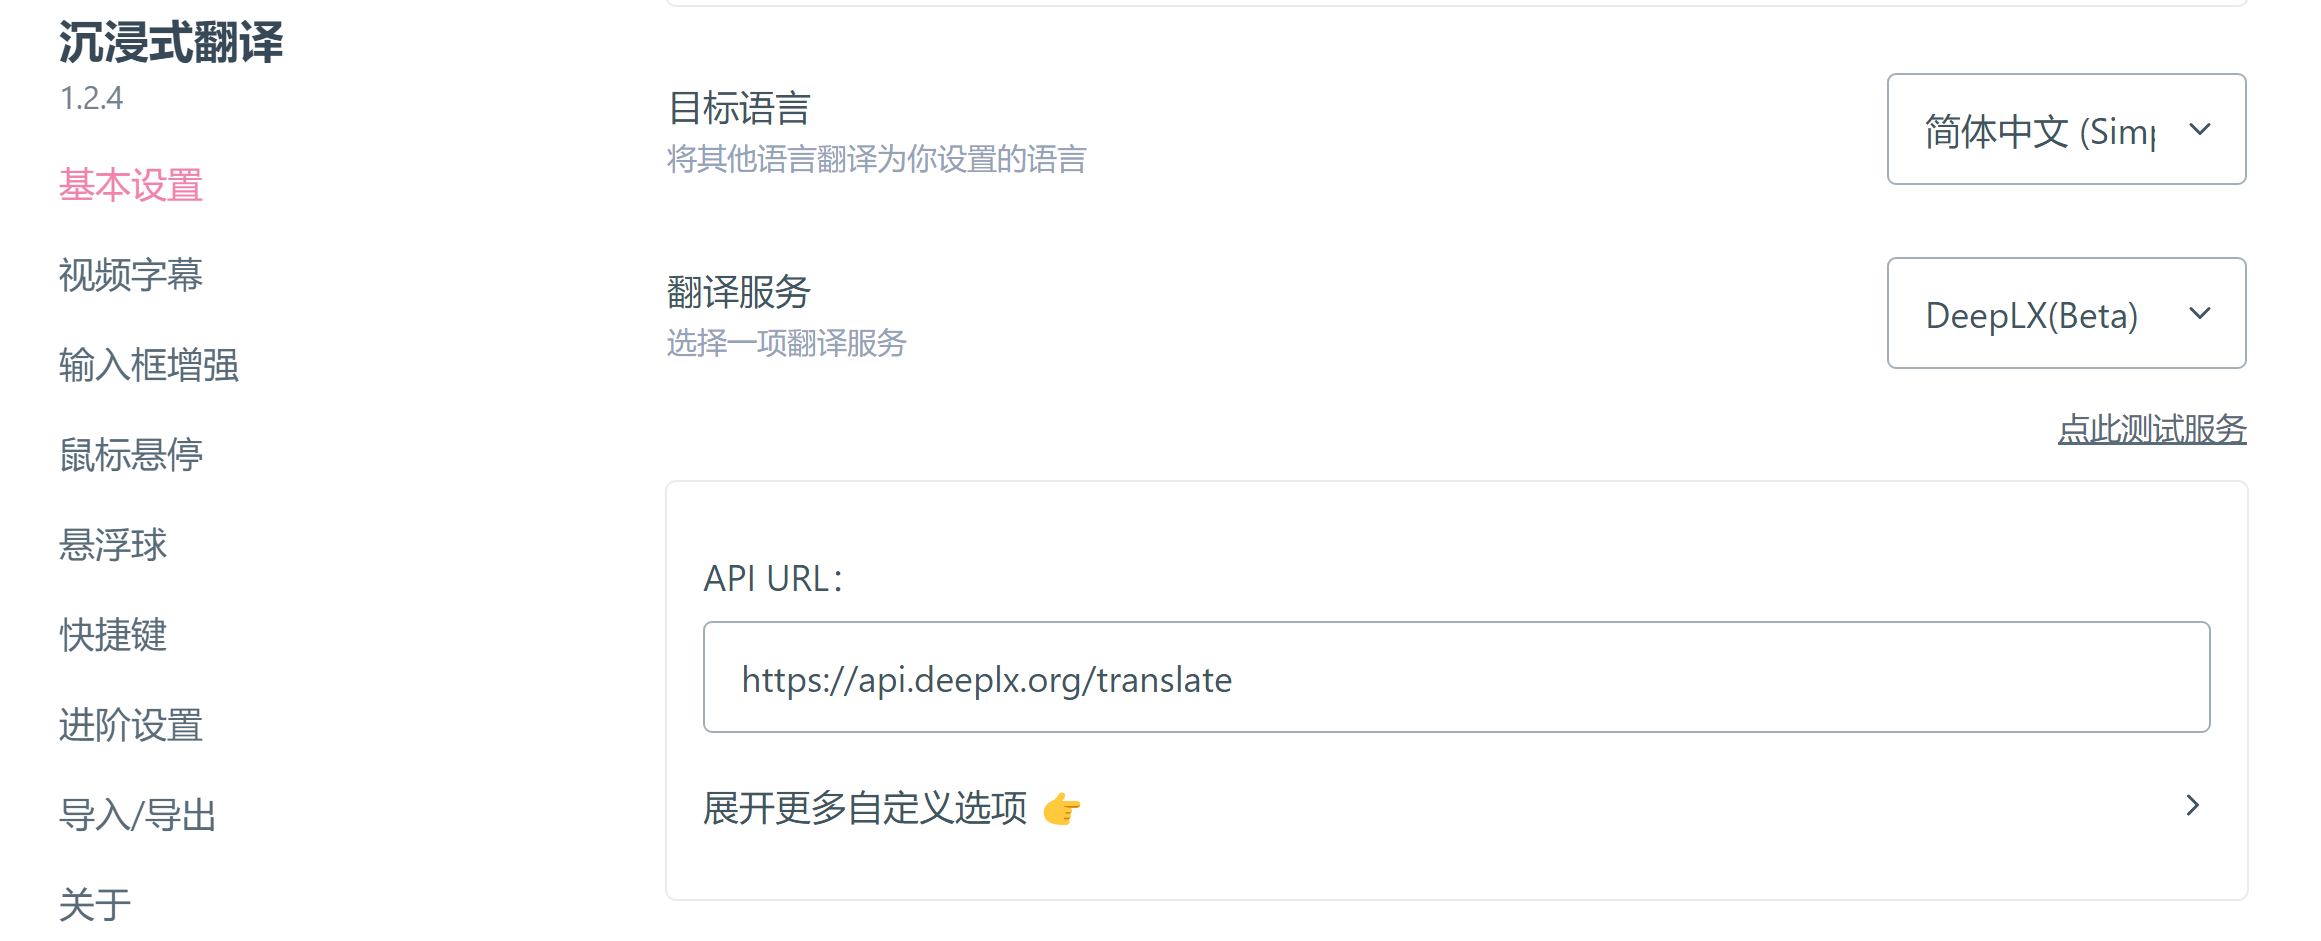 沉浸式翻译
1.2.4
基本设置
视频字幕
输入框增强
鼠标悬停
悬浮球
快捷键
进阶设置
导入/导出
关于
目标语言
将其他语言翻译为你设置的语言
简体中文 (Simp
翻译服务
选择一项翻译服务
DeepLX(Beta)
点此测试服务
API URL：
https://api.deeplx.org/translate
展开更多自定义选项 👉